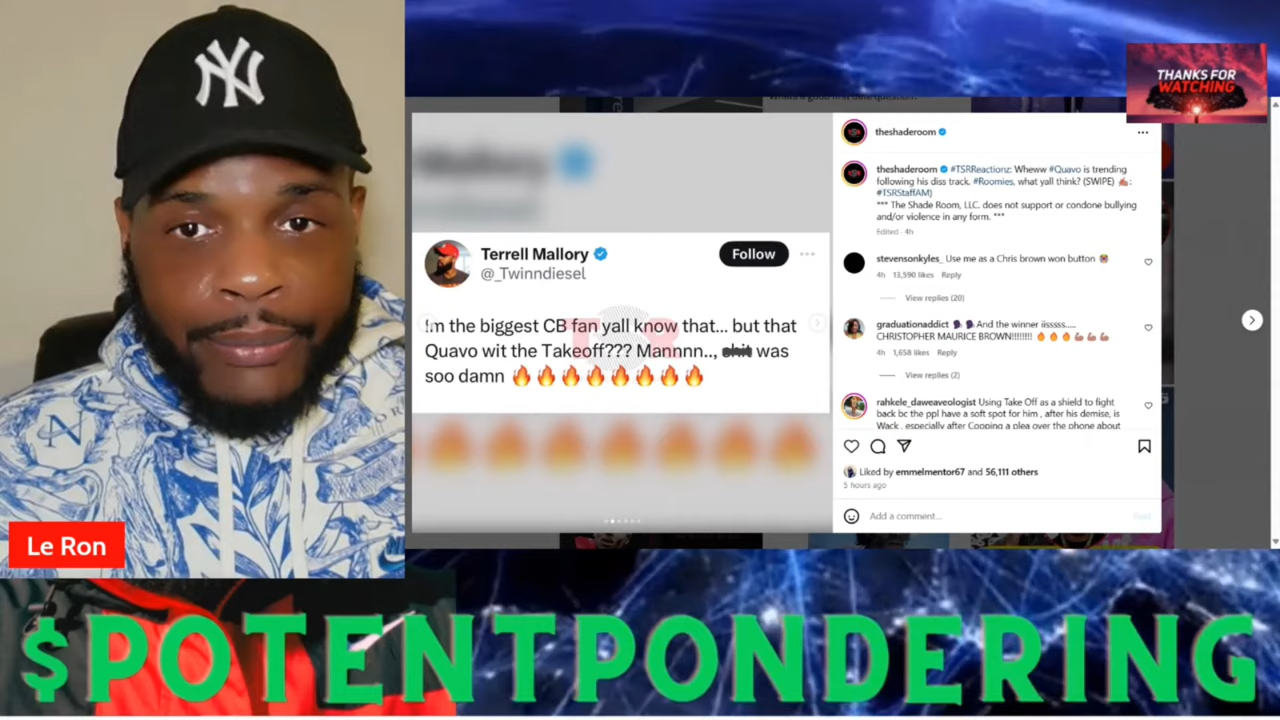 NY
Le Ron
THANKS FOR
WATCHING
Terrell Mallory
@_Twinndiesel
Follow
Im the biggest CB fan yall know that... but that
Quavo wit the Takeoff??? Mannnn.., shit was
soo damn 🔥🔥🔥🔥🔥🔥🔥🔥
theshaderoom
theshaderoom #TSRReactionz: Wheww #Quavo is trending
following his diss track. #Roomies, what yall think? (SWIPE) ✍🏽:
#TSRStaffAM)
*** The Shade Room, LLC. does not support or condone bullying
and/or violence in any form. ***
Edited · 4h
stevensonkyles_ Use me as a Chris brown won button
4h 13,590 likes Reply
View replies (20)
graduationaddict 🗣🗣And the winner iisssss.....
CHRISTOPHER MAURICE BROWN!!!!!!!! 🔥🔥🔥💪🏽💪🏽💪🏽
4h 1,658 likes Reply
View replies (2)
rahkele_daweaveologist Using Take Off as a shield to fight
back bc the ppl have a soft spot for him , after his demise, is
Wack , especially after Copping a plea over the phone about
Liked by emmelmentor67 and 56,111 others
5 hours ago
Add a comment...
Post
$POTENTPONDERING